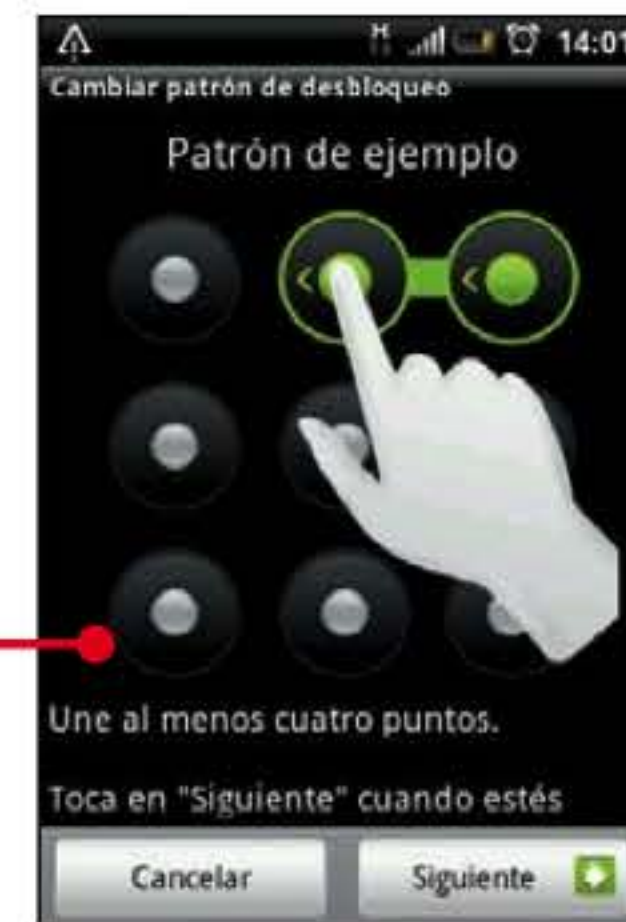 H 14:01
Cambiar patrón de desbloqueo
Patrón de ejemplo
Une al menos cuatro puntos.
Toca en "Siguiente" cuando estés
Cancelar Siguiente